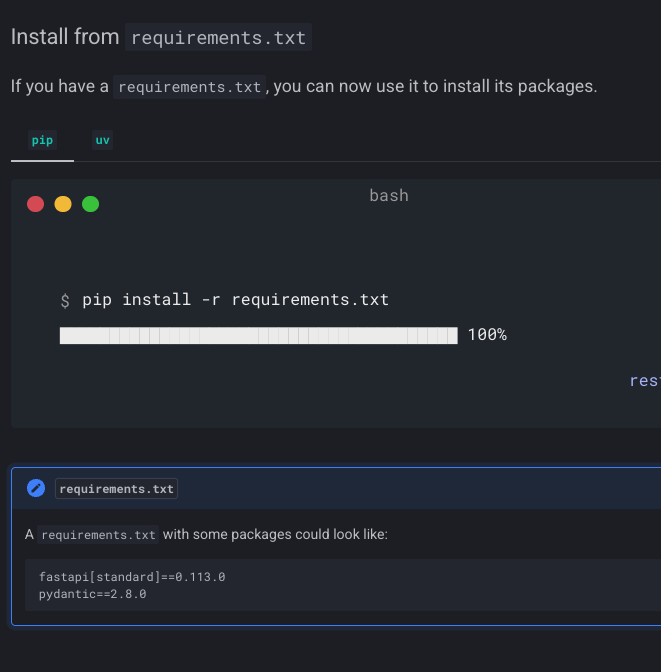 Install from requirements.txt
If you have a requirements.txt, you can now use it to install its packages.
pip uv
bash
$ pip install -r requirements.txt
100%
requirements.txt
A requirements.txt with some packages could look like:
fastapi[standard]==0.113.0
pydantic==2.8.0